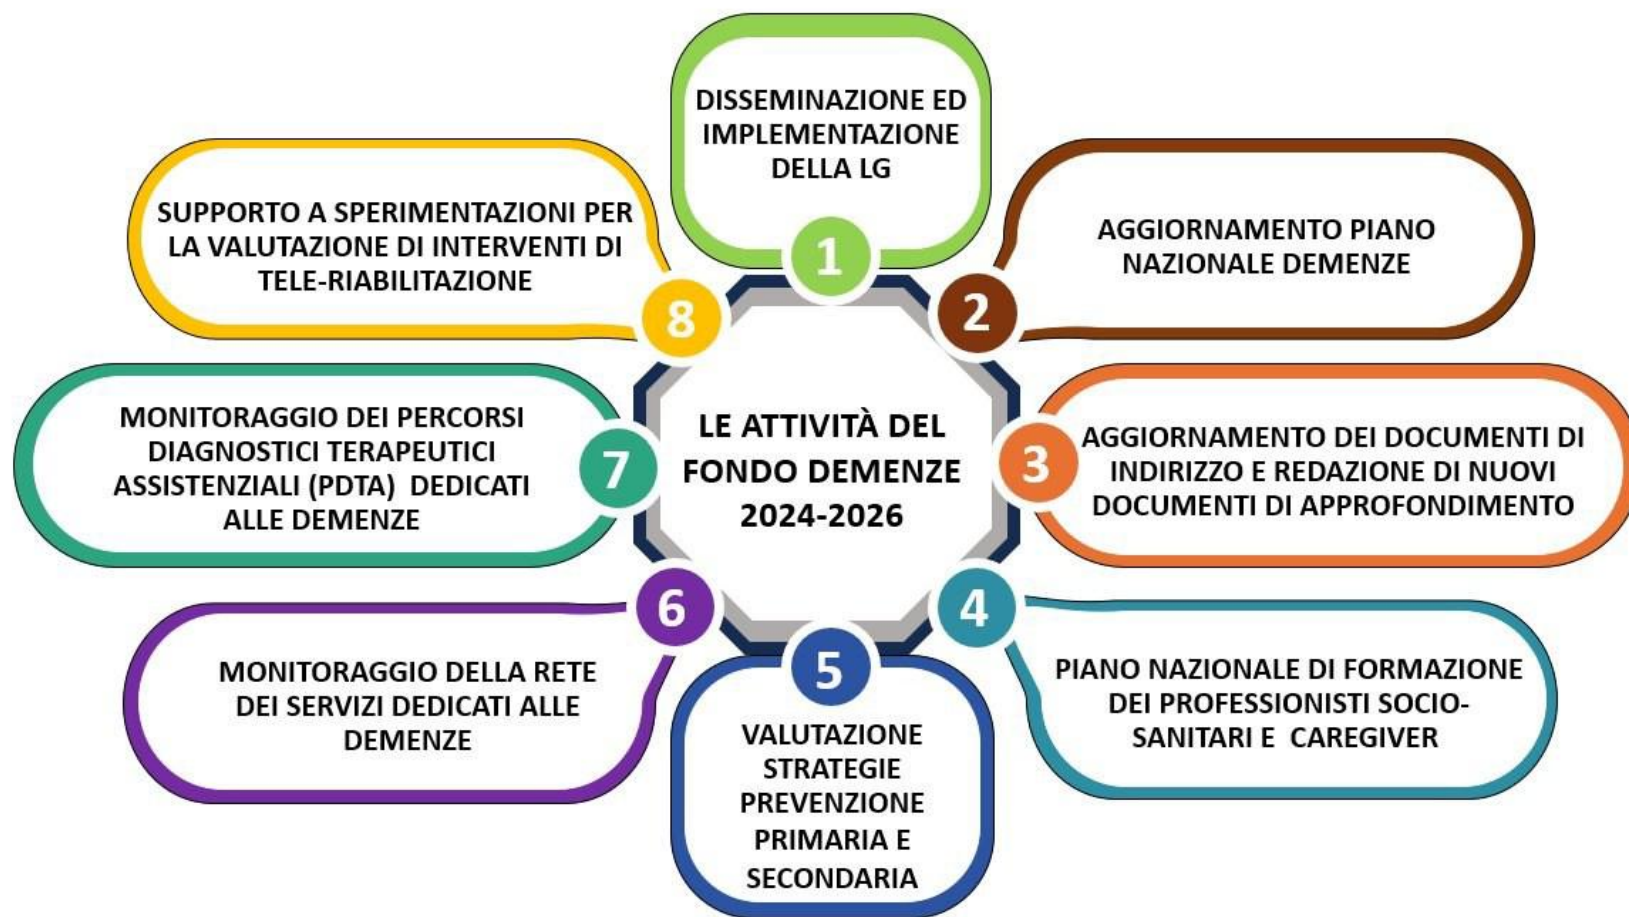 LE ATTIVITÀ DEL
FONDO DEMENZE
2024-2026
DISSEMINAZIONE ED
IMPLEMENTAZIONE
DELLA LG
1
AGGIORNAMENTO PIANO
NAZIONALE DEMENZE
2
AGGIORNAMENTO DEI DOCUMENTI DI
INDIRIZZO E REDAZIONE DI NUOVI
DOCUMENTI DI APPROFONDIMENTO
3
PIANO NAZIONALE DI FORMAZIONE
DEI PROFESSIONISTI SOCIO-
SANITARI E CAREGIVER
4
5
VALUTAZIONE
STRATEGIE
PREVENZIONE
PRIMARIA E
SECONDARIA
6
MONITORAGGIO DELLA RETE
DEI SERVIZI DEDICATI ALLE
DEMENZE
7
MONITORAGGIO DEI PERCORSI
DIAGNOSTICI TERAPEUTICI
ASSISTENZIALI (PDTA) DEDICATI
ALLE DEMENZE
8
SUPPORTO A SPERIMENTAZIONI PER
LA VALUTAZIONE DI INTERVENTI DI
TELE-RIABILITAZIONE